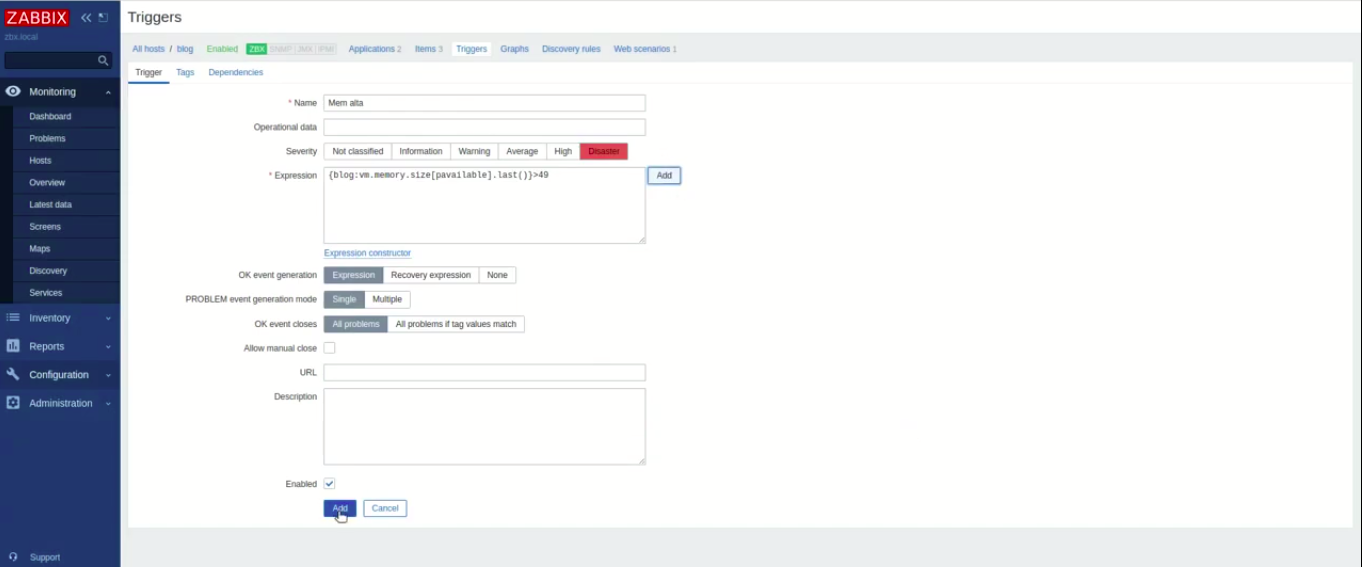 ZABBIX
zbx.local
Monitoring
Dashboard
Problems
Hosts
Overview
Latest data
Screens
Maps
Discovery
Services
Inventory
Reports
Configuration
Administration
Support
Triggers
All hosts / blog Enabled ZBX SNMP JMX IPMI Applications 2 Items 3 Triggers Graphs Discovery rules Web scenarios 1
Trigger Tags Dependencies
* Name Mem alta
Operational data
Severity Not classified Information Warning Average High Disaster
* Expression {blog:vm.memory.size[pavailable].last()}>49 Add
Expression constructor
OK event generation Expression Recovery expression None
PROBLEM event generation mode Single Multiple
OK event closes All problems All problems if tag values match
Allow manual close
URL
Description
Enabled
Add Cancel